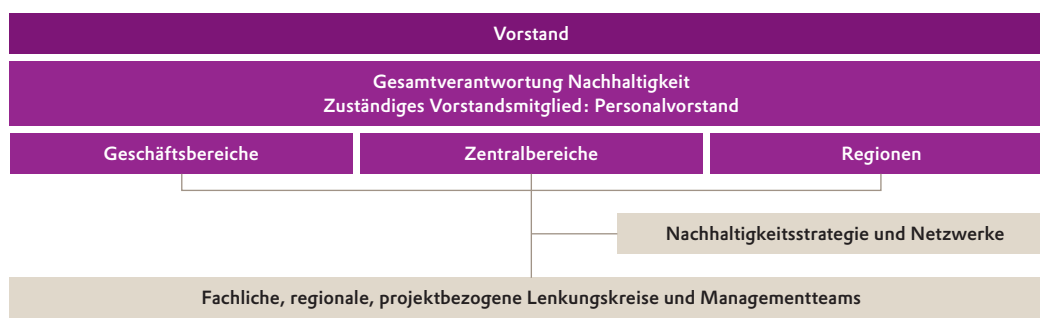 Vorstand
Gesamtverantwortung Nachhaltigkeit
Zuständiges Vorstandsmitglied: Personalvorstand
Geschäftsbereiche
Zentralbereiche
Regionen
Nachhaltigkeitsstrategie und Netzwerke
Fachliche, regionale, projektbezogene Lenkungskreise und Managementteams